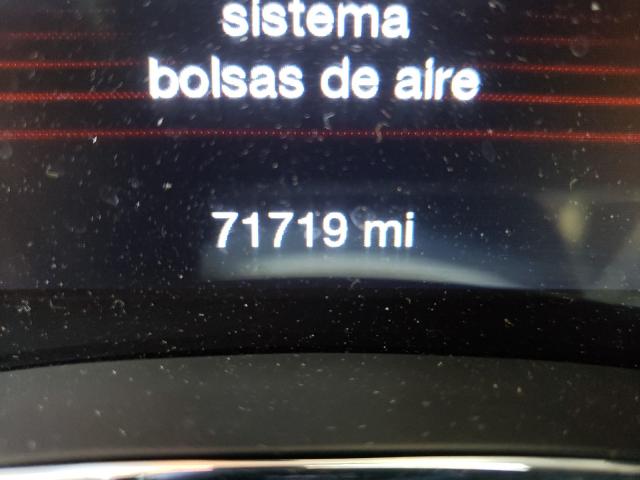 sistema
bolsas de aire
71719 mi